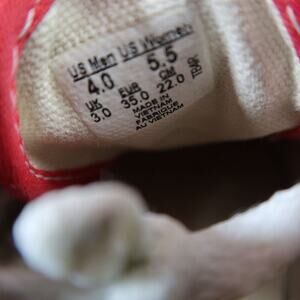 US Men US Women
4.0 5.5
UK EUR CM
3.0 35.0 22.0
MADE IN
VIETNAM
FABRIQUE
AU VIETNAM